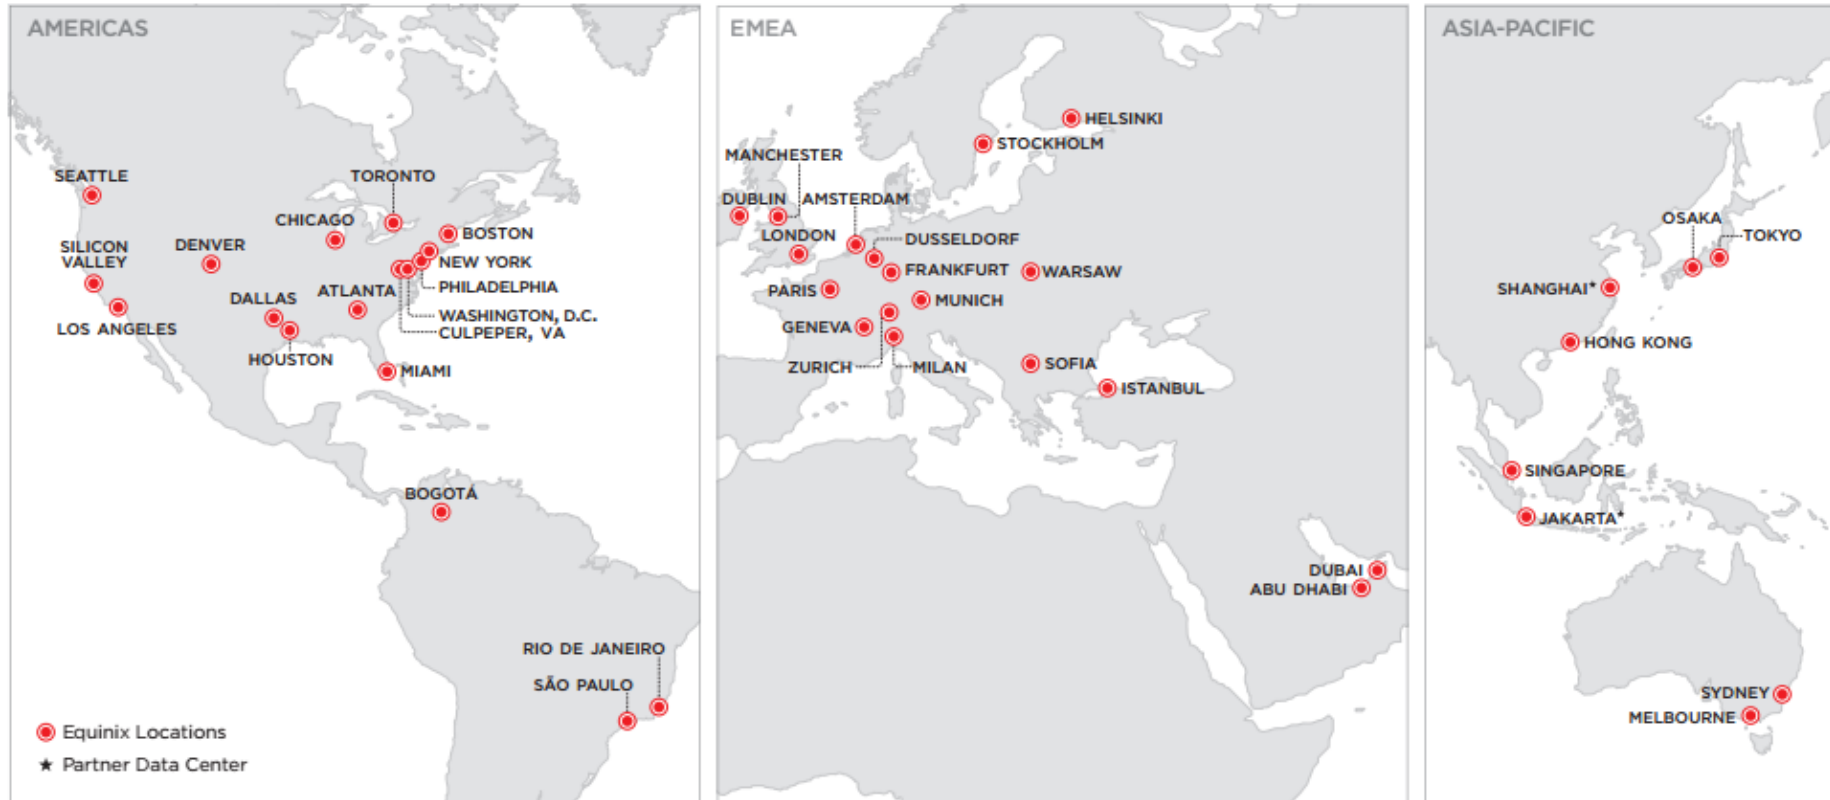 AMERICAS
SEATTLE
TORONTO
CHICAGO
BOSTON
SILICON
VALLEY
DENVER
NEW YORK
PHILADELPHIA
DALLAS
ATLANTA
WASHINGTON, D.C.
LOS ANGELES
CULPEPER, VA
HOUSTON
MIAMI
BOGOTÁ
RIO DE JANEIRO
SÃO PAULO
Equinix Locations
★ Partner Data Center
EMEA
HELSINKI
STOCKHOLM
MANCHESTER
DUBLIN
AMSTERDAM
LONDON
DUSSELDORF
FRANKFURT
WARSAW
PARIS
MUNICH
GENEVA
ZURICH
MILAN
SOFIA
ISTANBUL
DUBAI
ABU DHABI
ASIA-PACIFIC
OSAKA
TOKYO
SHANGHAI★
HONG KONG
SINGAPORE
JAKARTA★
SYDNEY
MELBOURNE